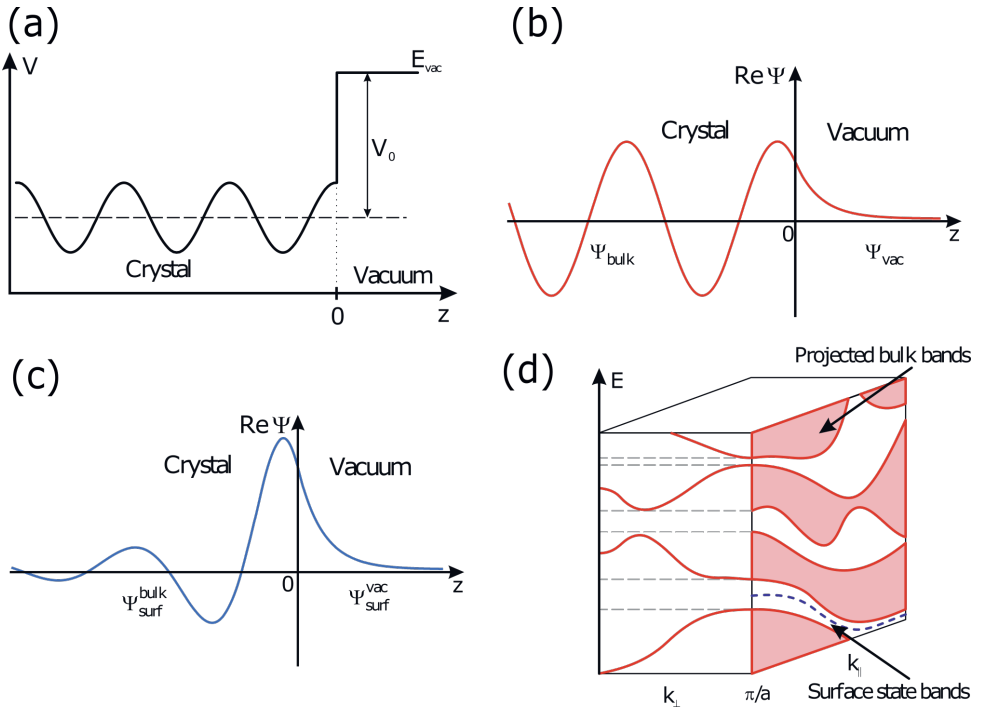 (a)
V
E_vac
V_0
Crystal
Vacuum
0
z
(b)
Re Ψ
Crystal
Vacuum
0
z
Ψ_bulk
Ψ_vac
(c)
Re Ψ
Crystal
Vacuum
0
z
Ψ_surf^bulk
Ψ_surf^vac
(d)
Projected bulk bands
E
k_∥
k_⊥
π/a
Surface state bands